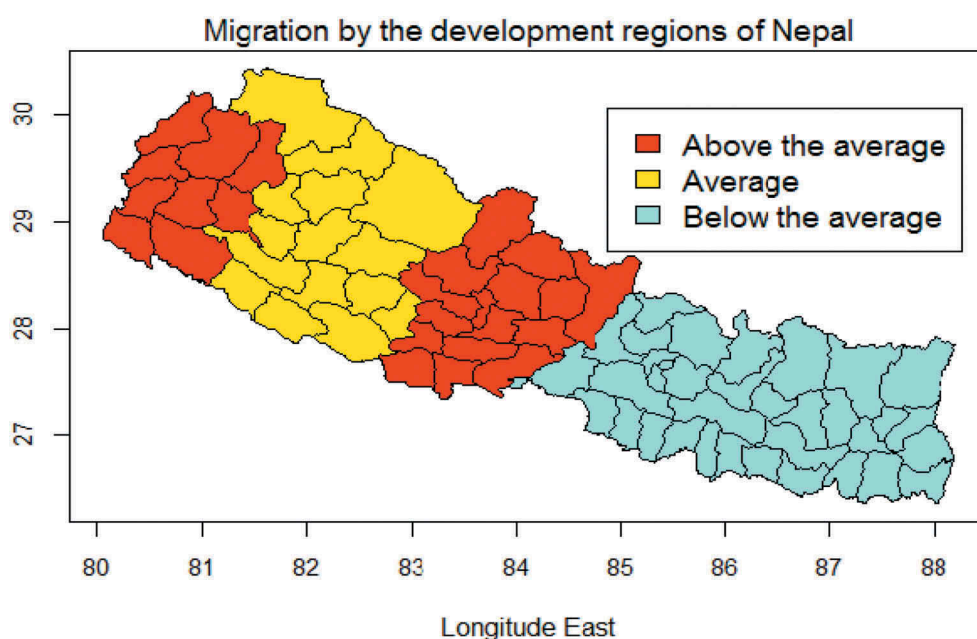 Migration by the development regions of Nepal
Above the average
Average
Below the average
30
29
28
27
80 81 82 83 84 85 86 87 88
Longitude East